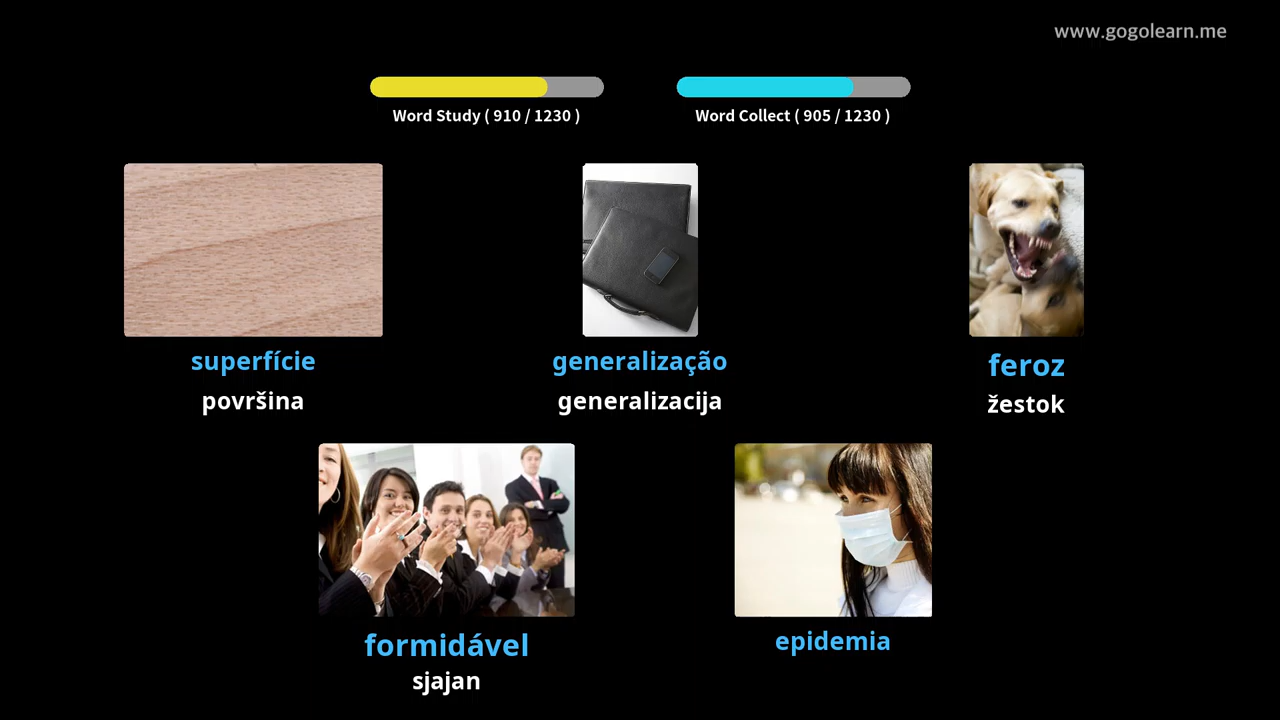 www.gogolearn.me
Word Study ( 910 / 1230 )
Word Collect ( 905 / 1230 )
superfície
površina
generalização
generalizacija
feroz
žestok
formidável
sjajan
epidemia